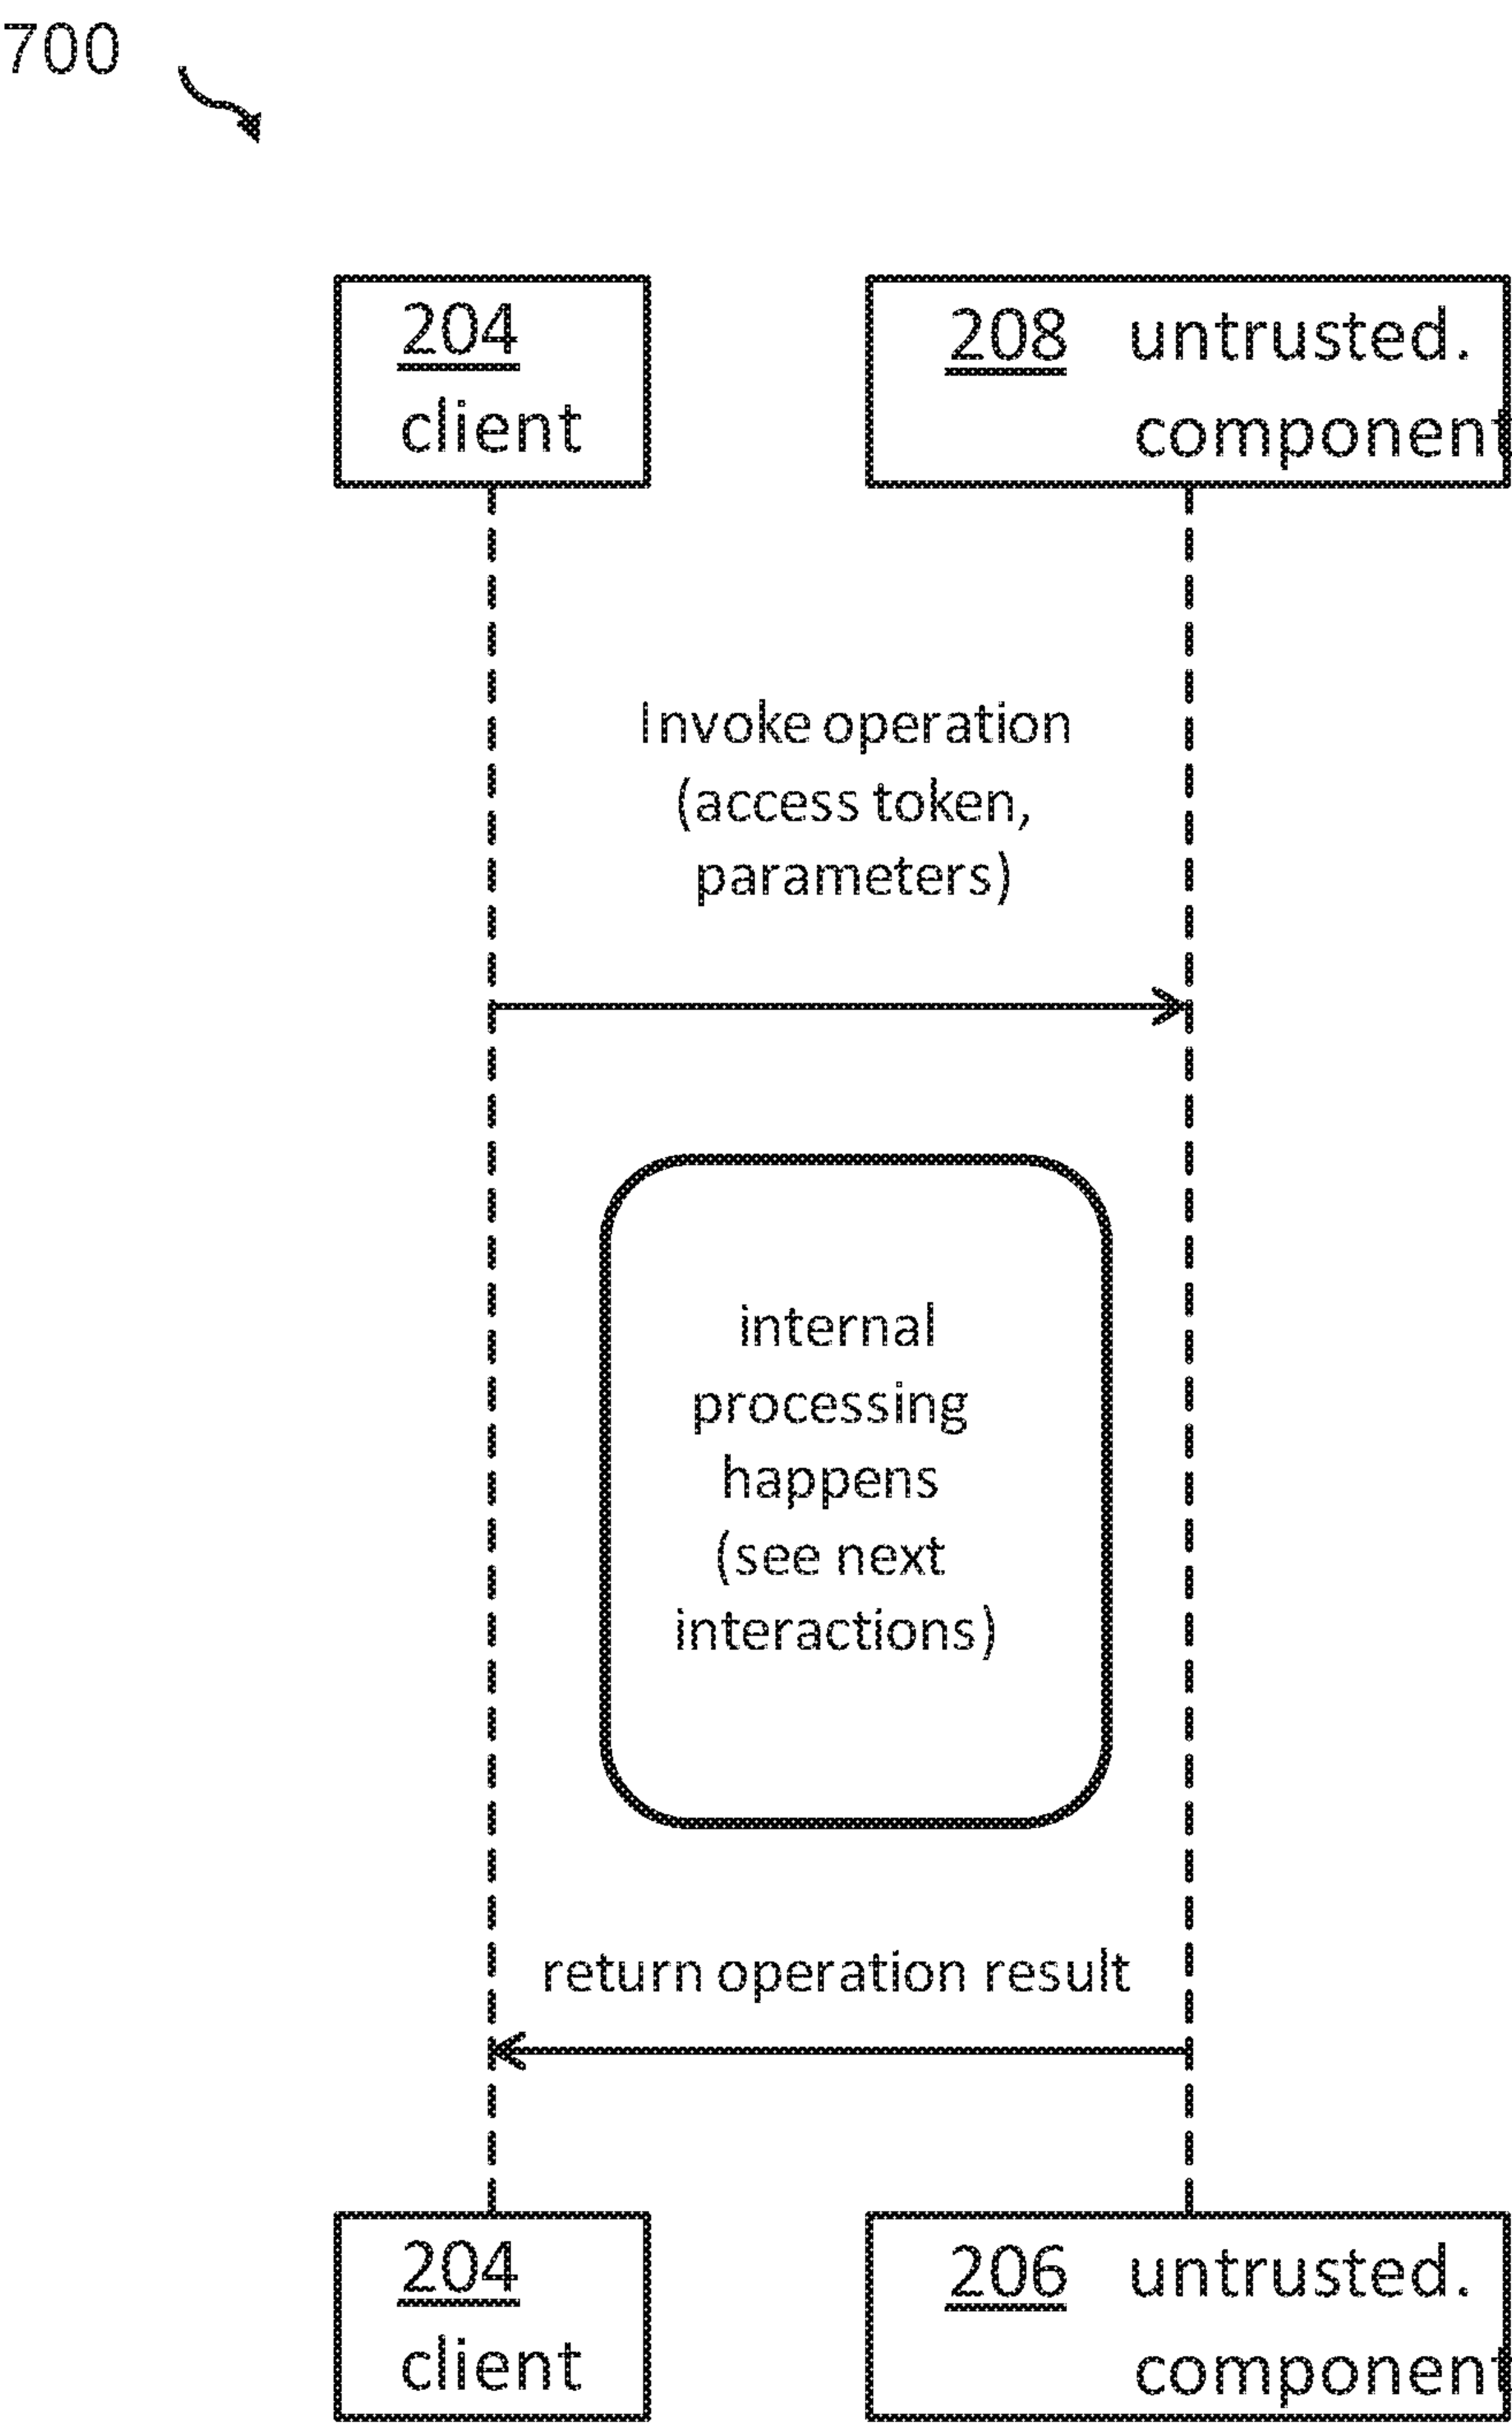 700
204
client
208 untrusted.
component
Invoke operation
(access token,
parameters)
internal
processing
happens
(see next
interactions)
return operation result
204
client
206 untrusted.
component